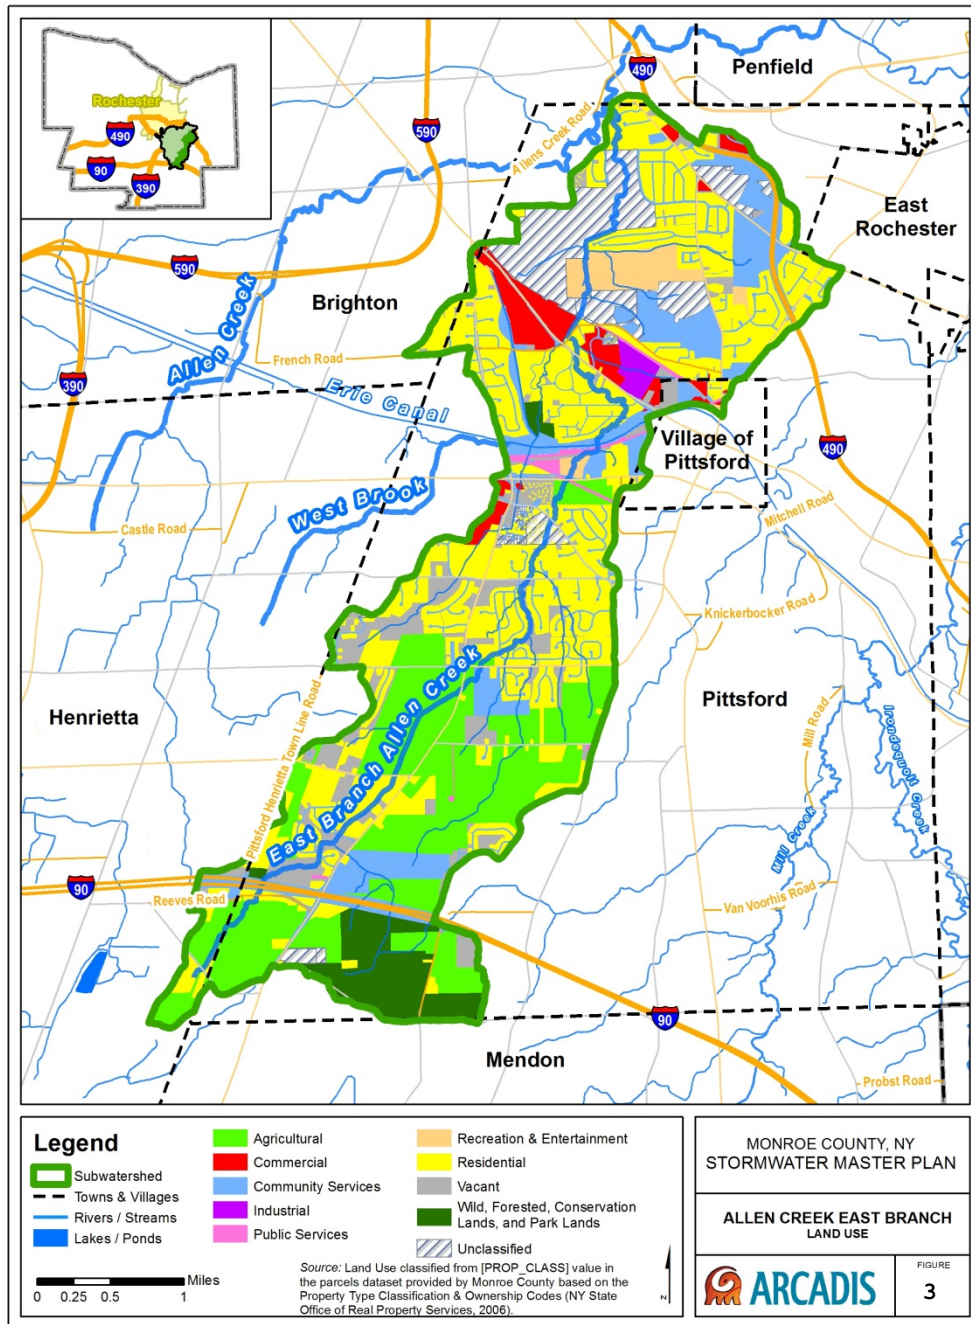 Rochester
490
90
390
490
Penfield
590
Allens Creek Road
East
Rochester
590
Brighton
Allen Creek
French Road
390
Erie Canal
Village of
Pittsford
490
West Brook
Castle Road
Mitchell Road
Knickerbocker Road
Henrietta
Pittsford Henrietta Town Line Road
East Branch Allen Creek
Pittsford
Mill Road
Irondequoit Creek
Mill Creek
90
Reeves Road
Van Voorhis Road
90
Mendon
Probst Road
Legend
Subwatershed
Towns & Villages
Rivers / Streams
Lakes / Ponds
Agricultural
Commercial
Community Services
Industrial
Public Services
Recreation & Entertainment
Residential
Vacant
Wild, Forested, Conservation
Lands, and Park Lands
Unclassified
Miles
0 0.25 0.5 1
Source: Land Use classified from [PROP_CLASS] value in
the parcels dataset provided by Monroe County based on the
Property Type Classification & Ownership Codes (NY State
Office of Real Property Services, 2006).
N
MONROE COUNTY, NY
STORMWATER MASTER PLAN
ALLEN CREEK EAST BRANCH
LAND USE
ARCADIS
FIGURE
3